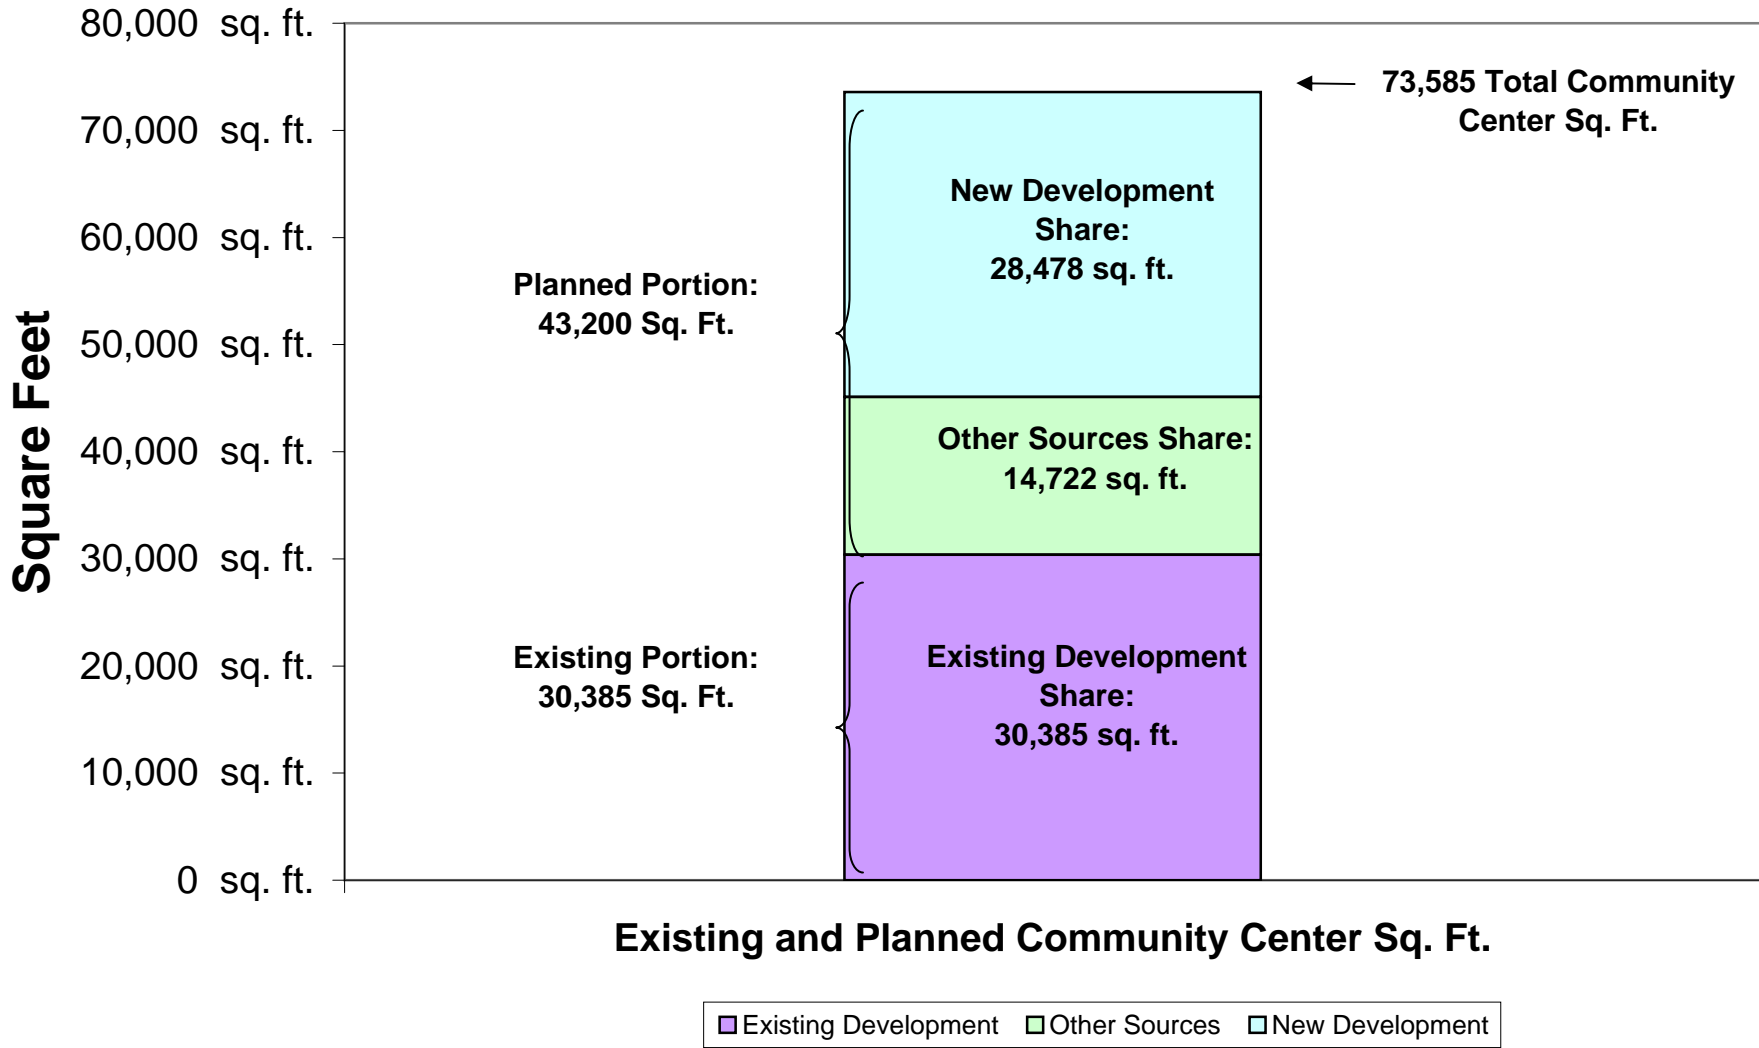 80,000 sq. ft.
70,000 sq. ft.
60,000 sq. ft.
50,000 sq. ft.
40,000 sq. ft.
30,000 sq. ft.
20,000 sq. ft.
10,000 sq. ft.
0 sq. ft.
Square Feet
73,585 Total Community
Center Sq. Ft.
New Development
Share:
28,478 sq. ft.
Planned Portion:
43,200 Sq. Ft.
Other Sources Share:
14,722 sq. ft.
Existing Portion:
30,385 Sq. Ft.
Existing Development
Share:
30,385 sq. ft.
Existing and Planned Community Center Sq. Ft.
Existing Development Other Sources New Development